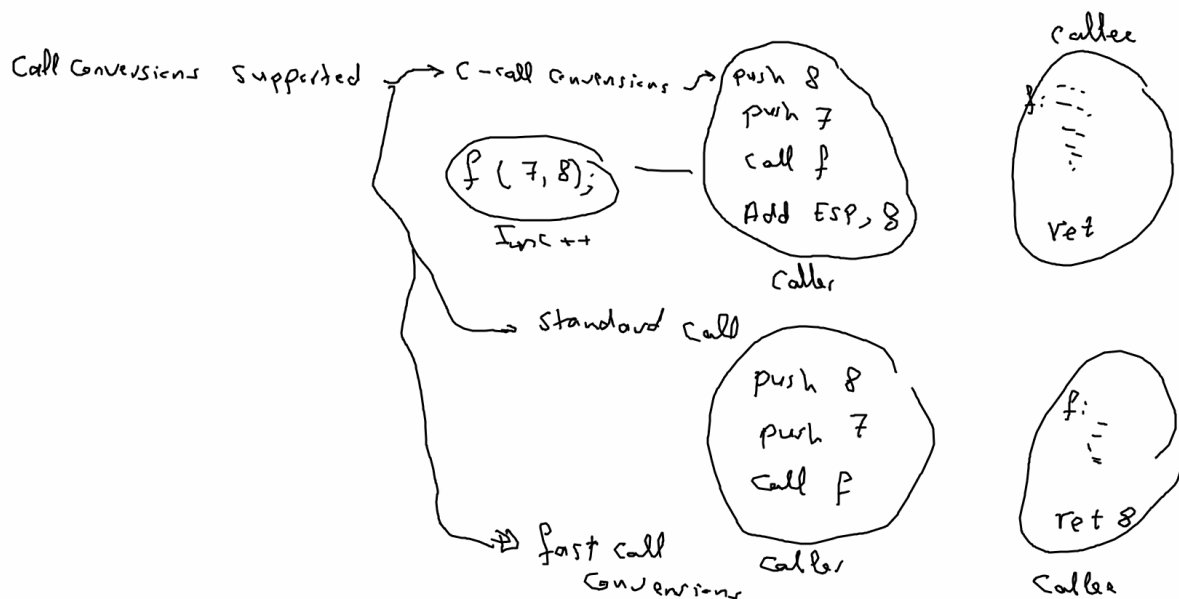 callee
Call Conversions Supported
C-call Conversions
push 8
push 7
call f
Add ESP, 8
Caller
f:
ret
f (7, 8);
In C++
Standard Call
push 8
push 7
call f
Caller
f:
ret 8
Callee
fast call
Conversions